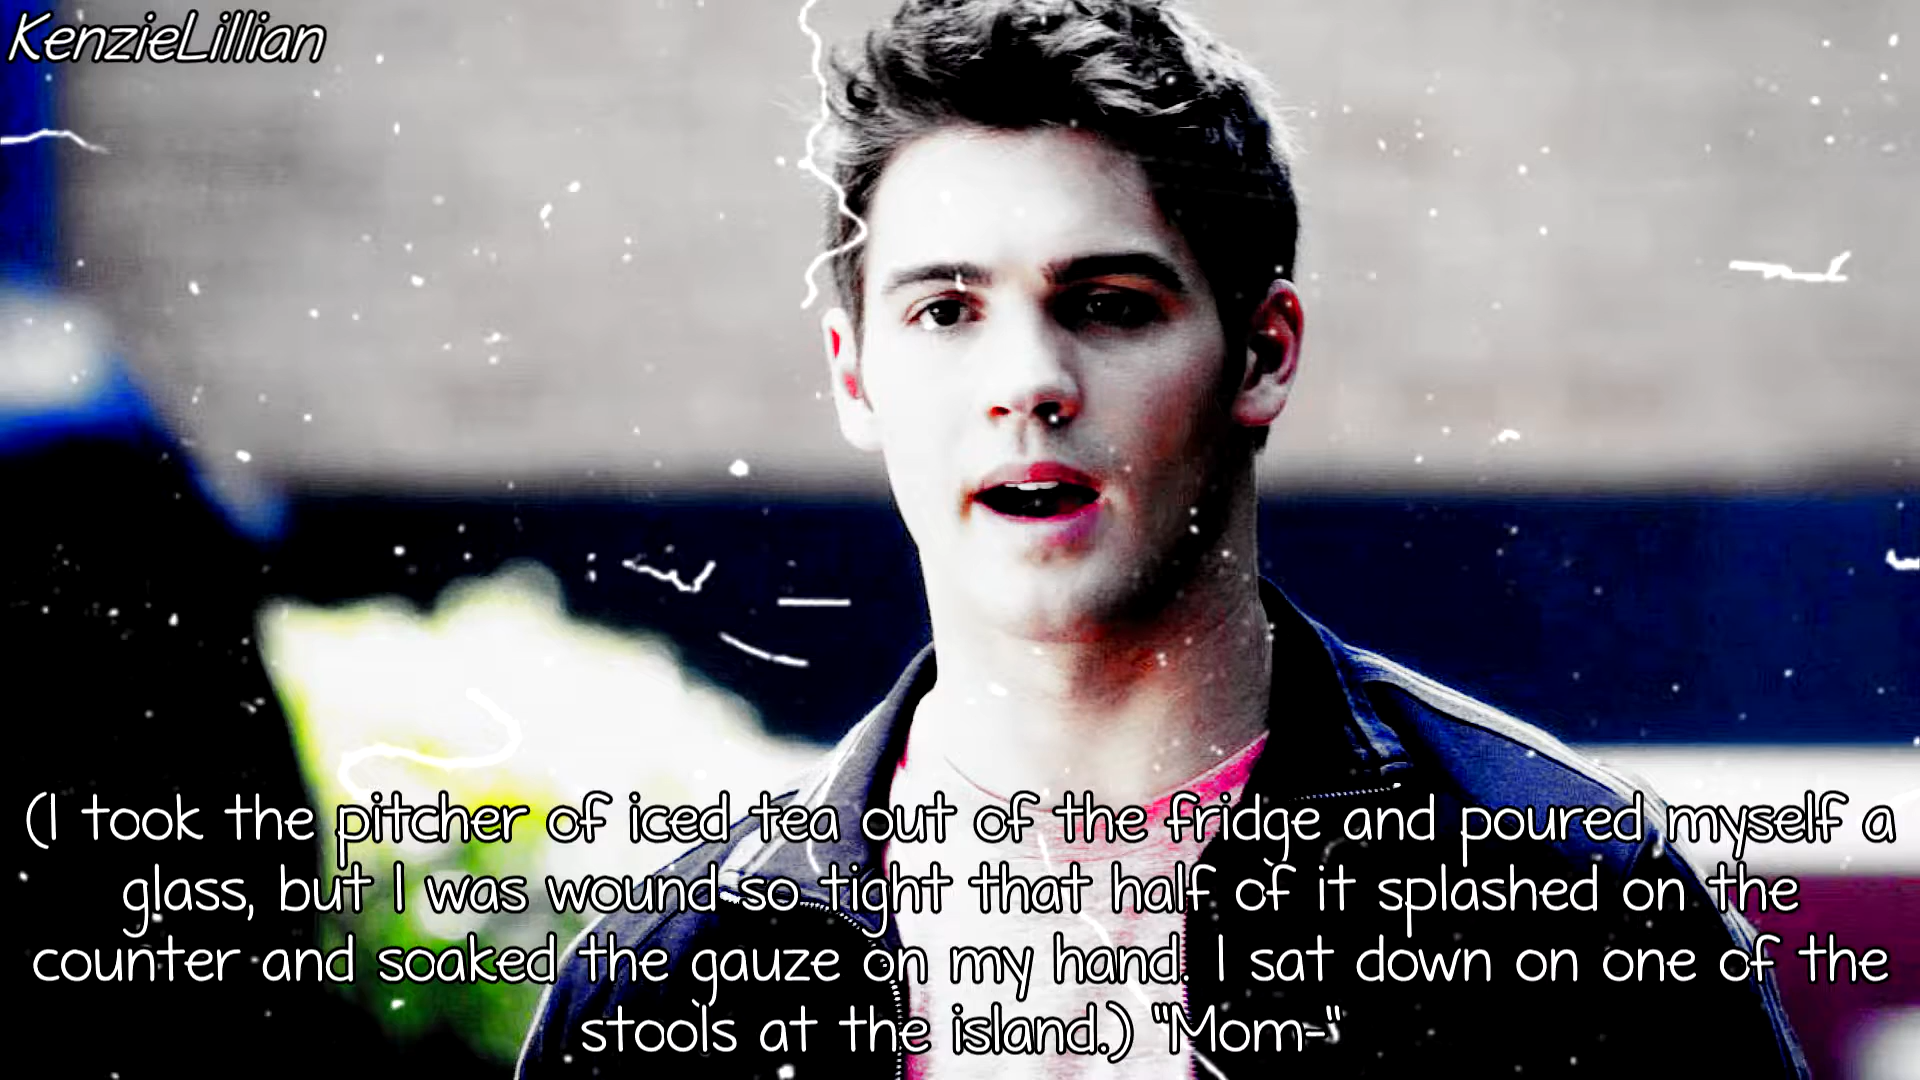 KenzieLillian
(I took the pitcher of iced tea out of the fridge and poured myself a
glass, but I was wound so tight that half of it splashed on the
counter and soaked the gauze on my hand. I sat down on one of the
stools at the island.) "Mom-"